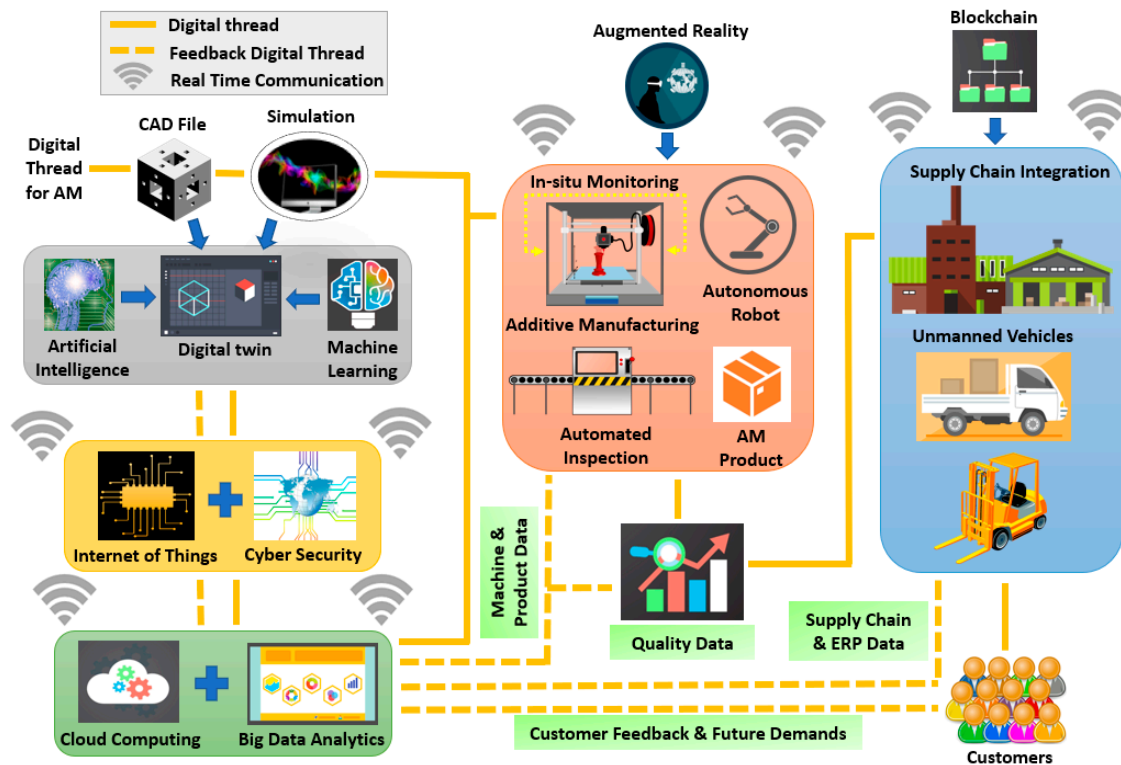 Digital thread
Feedback Digital Thread
Real Time Communication
Augmented Reality
Blockchain
CAD File
Simulation
Digital
Thread
for AM
In-situ Monitoring
Supply Chain Integration
Autonomous
Robot
Additive Manufacturing
Artificial
Intelligence
Digital twin
Machine
Learning
Unmanned Vehicles
Automated
Inspection
AM
Product
Internet of Things
Cyber Security
Machine &
Product Data
Quality Data
Supply Chain
& ERP Data
Cloud Computing
Big Data Analytics
Customer Feedback & Future Demands
Customers